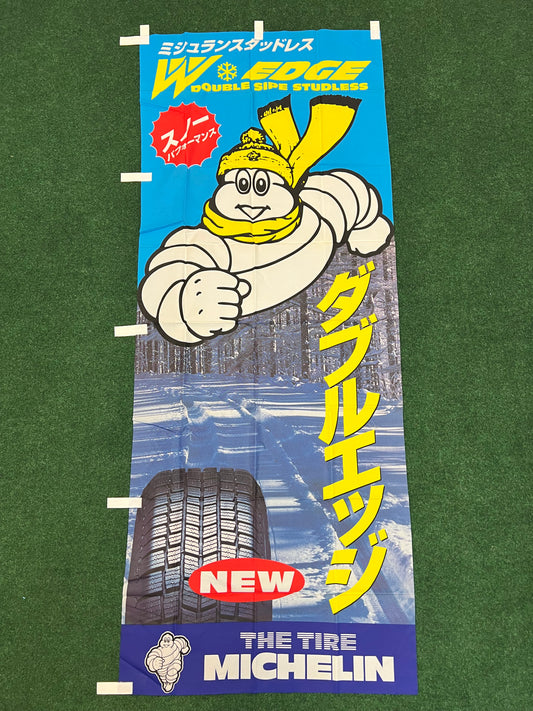 ミシュランスタッドレス
W❄EDGE
DOUBLE SIPE STUDLESS
スノー
パフォーマンス
ダブルエッジ
NEW
THE TIRE
MICHELIN